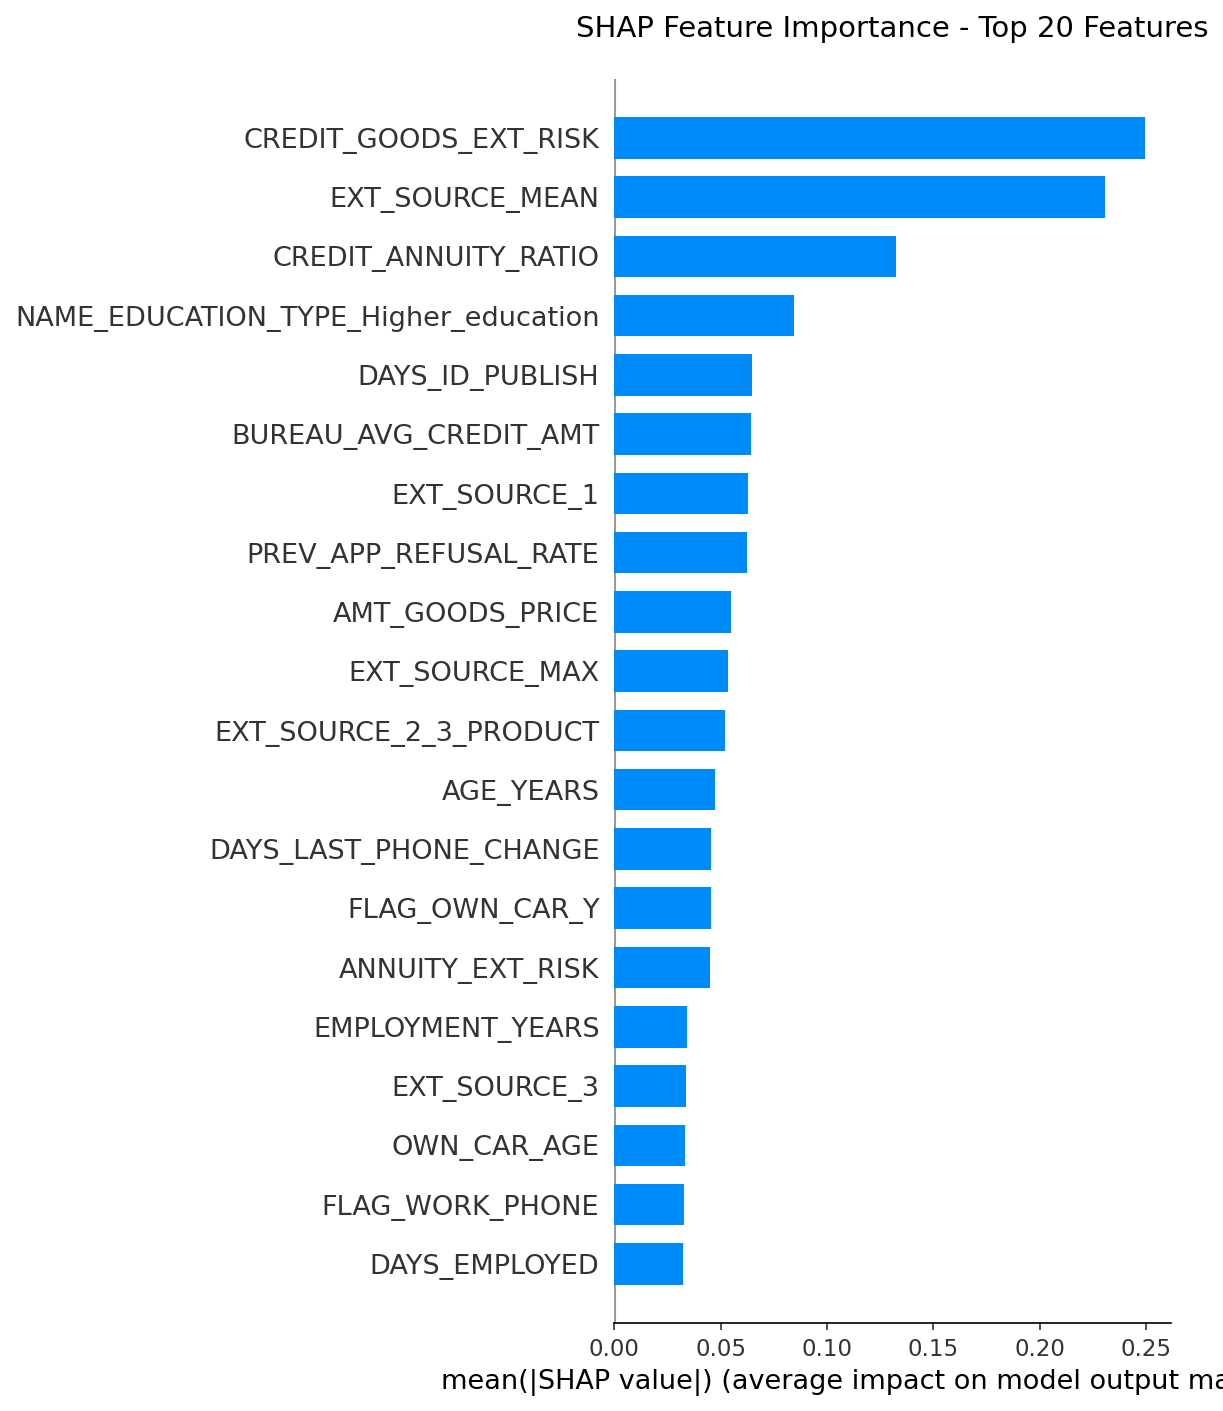 SHAP Feature Importance - Top 20 Features
CREDIT_GOODS_EXT_RISK
EXT_SOURCE_MEAN
CREDIT_ANNUITY_RATIO
NAME_EDUCATION_TYPE_Higher_education
DAYS_ID_PUBLISH
BUREAU_AVG_CREDIT_AMT
EXT_SOURCE_1
PREV_APP_REFUSAL_RATE
AMT_GOODS_PRICE
EXT_SOURCE_MAX
EXT_SOURCE_2_3_PRODUCT
AGE_YEARS
DAYS_LAST_PHONE_CHANGE
FLAG_OWN_CAR_Y
ANNUITY_EXT_RISK
EMPLOYMENT_YEARS
EXT_SOURCE_3
OWN_CAR_AGE
FLAG_WORK_PHONE
DAYS_EMPLOYED
0.00 0.05 0.10 0.15 0.20 0.25
mean(|SHAP value|) (average impact on model output